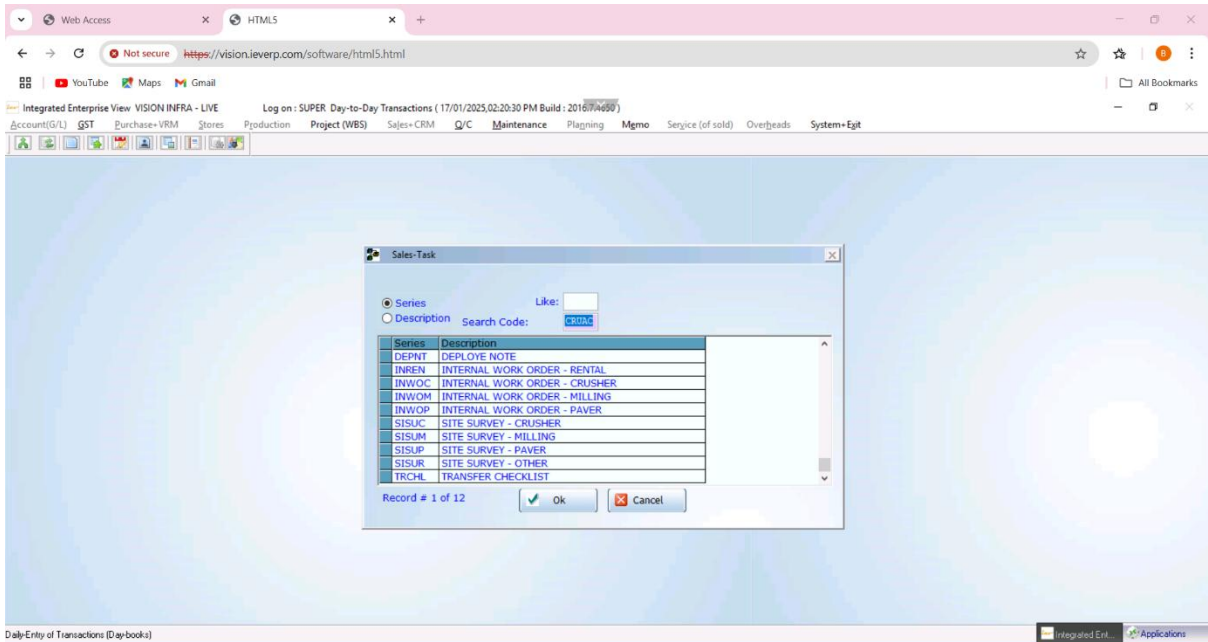 Web Access
HTML5
Not secure https://vision.ieverp.com/software/html5.html
B
YouTube Maps Gmail
All Bookmarks
Integrated Enterprise View VISION INFRA - LIVE Log on : SUPER Day-to-Day Transactions ( 17/01/2025,02:20:30 PM Build : 2016.7.4650 )
Account(G/L) GST Purchase+VRM Stores Production Project (WBS) Sales+CRM Q/C Maintenance Planning Memo Service (of sold) Overheads System+Exit
Sales-Task
Series Like:
Description Search Code: CRUAC
Series Description
DEPNT DEPLOYE NOTE
INREN INTERNAL WORK ORDER - RENTAL
INWOC INTERNAL WORK ORDER - CRUSHER
INWOM INTERNAL WORK ORDER - MILLING
INWOP INTERNAL WORK ORDER - PAVER
SISUC SITE SURVEY - CRUSHER
SISUM SITE SURVEY - MILLING
SISUP SITE SURVEY - PAVER
SISUR SITE SURVEY - OTHER
TRCHL TRANSFER CHECKLIST
Record # 1 of 12 Ok Cancel
Daily-Entry of Transactions (Day-books) Integrated Ent... Applications